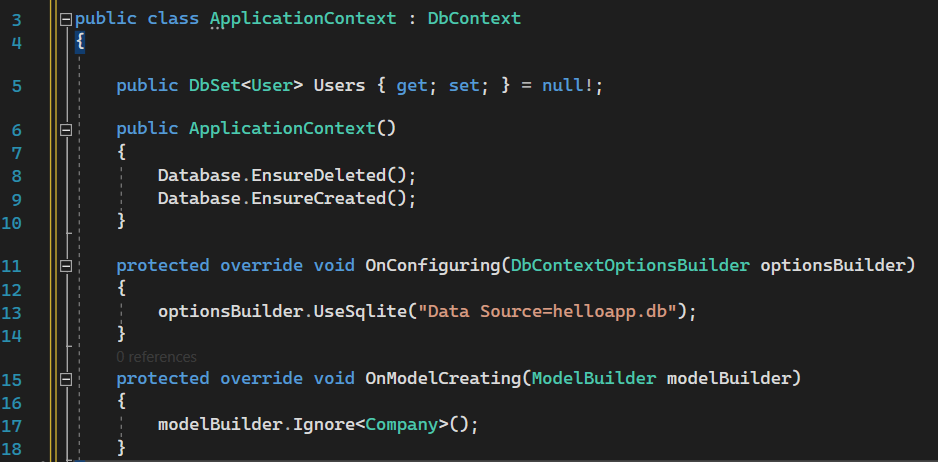 3 public class ApplicationContext : DbContext
4 {
5 public DbSet<User> Users { get; set; } = null!;
6 public ApplicationContext()
7 {
8 Database.EnsureDeleted();
9 Database.EnsureCreated();
10 }
11 protected override void OnConfiguring(DbContextOptionsBuilder optionsBuilder)
12 {
13 optionsBuilder.UseSqlite("Data Source=helloapp.db");
14 }
0 references
15 protected override void OnModelCreating(ModelBuilder modelBuilder)
16 {
17 modelBuilder.Ignore<Company>();
18 }